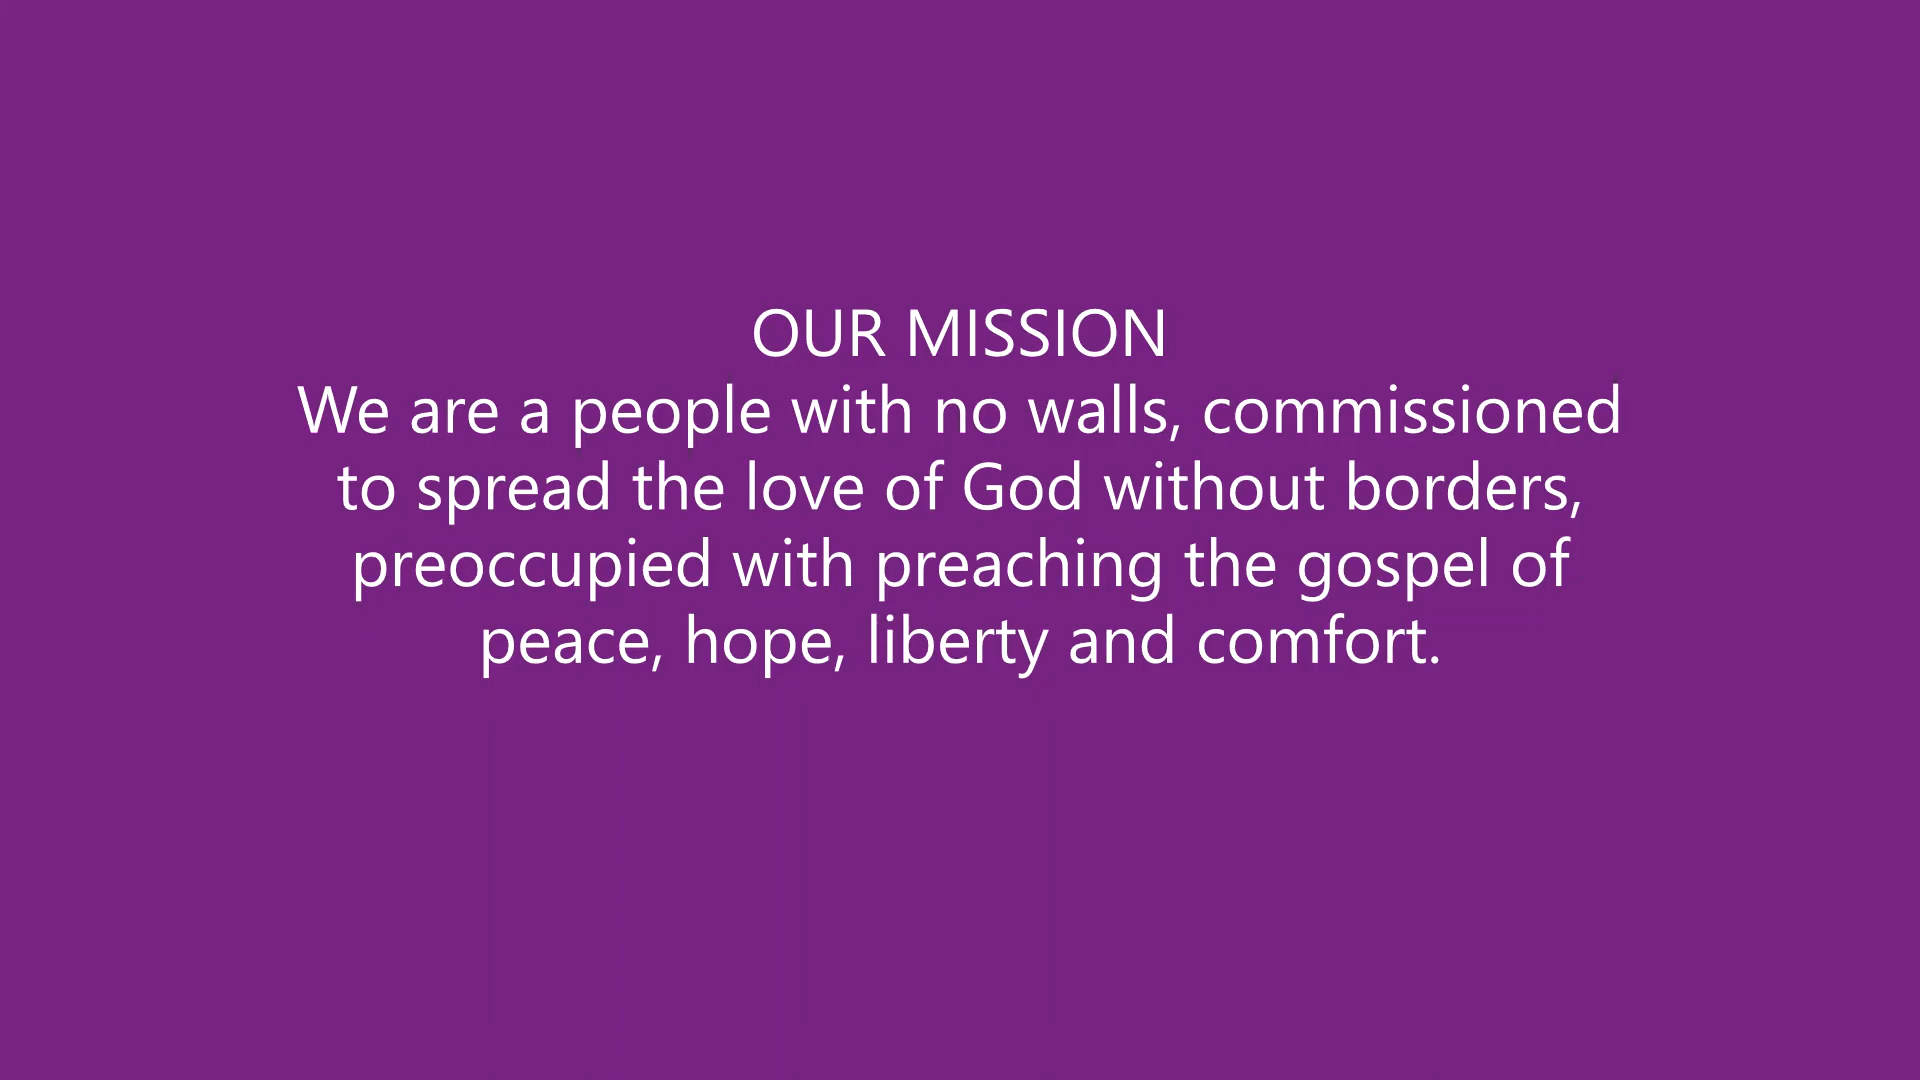 OUR MISSION
We are a people with no walls, commissioned
to spread the love of God without borders,
preoccupied with preaching the gospel of
peace, hope, liberty and comfort.